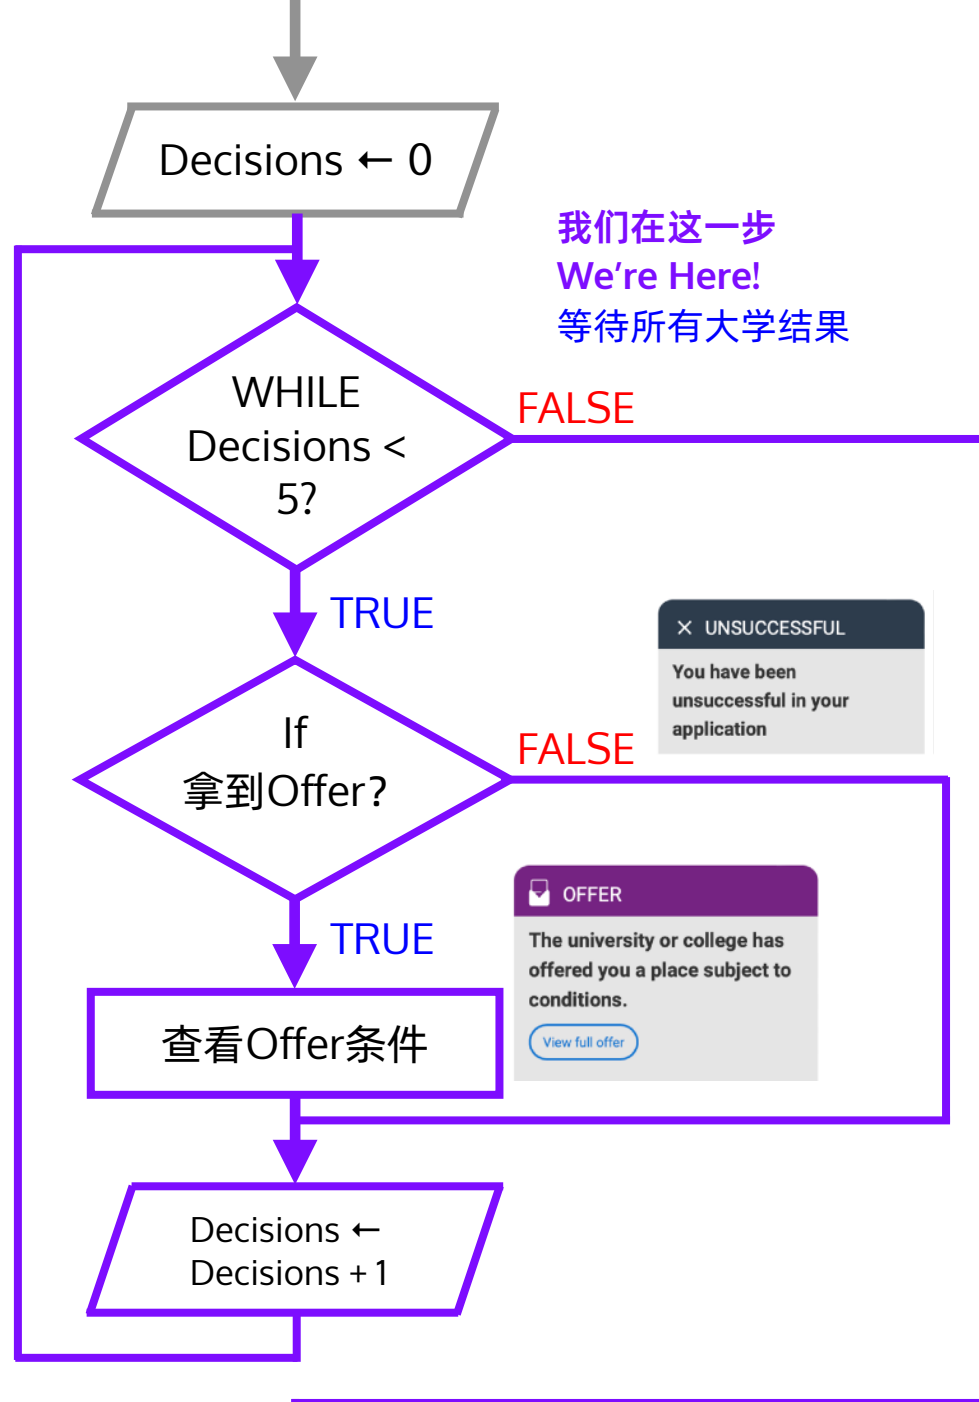 Decisions ← 0
我们在这一步
We're Here!
等待所有大学结果
WHILE
Decisions <
5?
FALSE
TRUE
✕ UNSUCCESSFUL
You have been
unsuccessful in your
application
If
拿到Offer?
FALSE
OFFER
The university or college has
offered you a place subject to
conditions.
View full offer
TRUE
查看Offer条件
Decisions ←
Decisions + 1